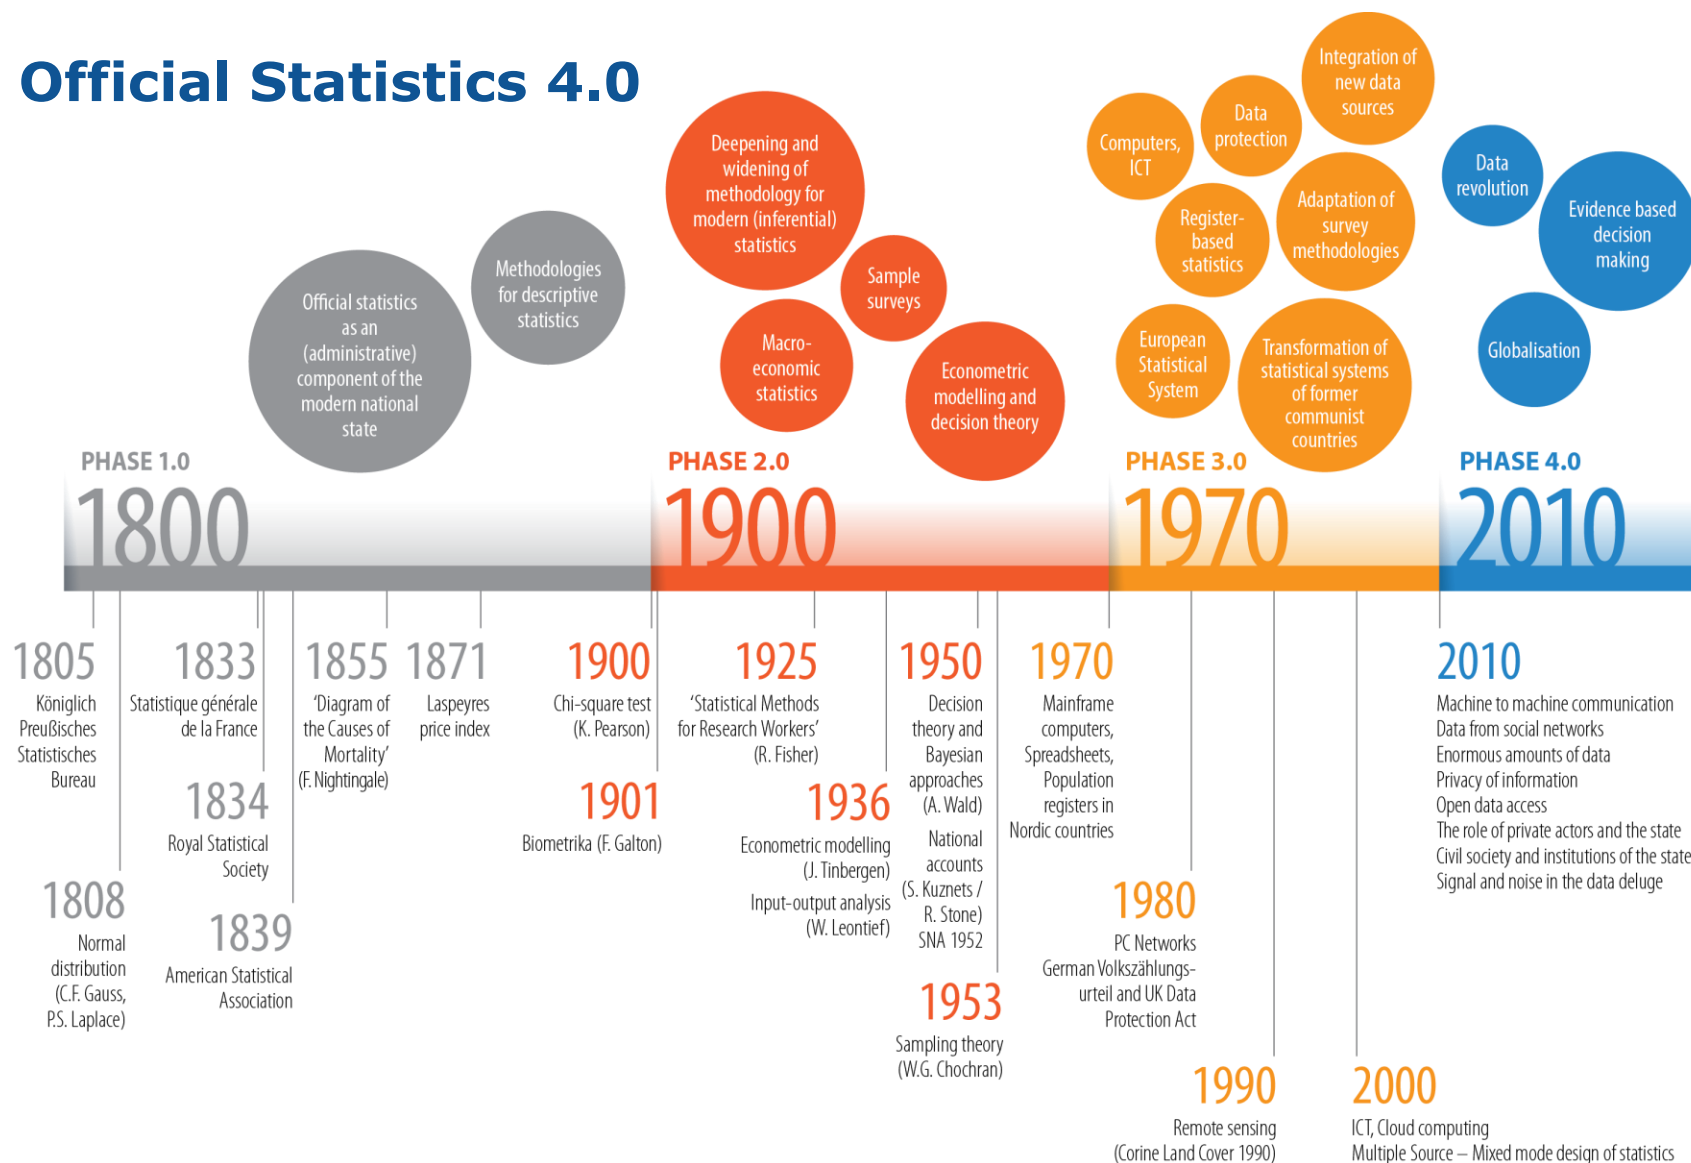 Official Statistics 4.0
Official statistics
as an
(administrative)
component of the
modern national
state
Methodologies
for descriptive
statistics
Deepening and
widening of
methodology for
modern (inferential)
statistics
Sample
surveys
Macro-
economic
statistics
Econometric
modelling and
decision theory
Computers,
ICT
Data
protection
Integration of
new data
sources
Register-
based
statistics
Adaptation of
survey
methodologies
European
Statistical
System
Transformation of
statistical systems
of former
communist
countries
Data
revolution
Evidence based
decision
making
Globalisation
PHASE 1.0
1800
PHASE 2.0
1900
PHASE 3.0
1970
PHASE 4.0
2010
1805
Königlich
Preußisches
Statistisches
Bureau
1808
Normal
distribution
(C.F. Gauss,
P.S. Laplace)
1833
Statistique générale
de la France
1834
Royal Statistical
Society
1839
American Statistical
Association
1855
‘Diagram of
the Causes of
Mortality’
(F. Nightingale)
1871
Laspeyres
price index
1900
Chi-square test
(K. Pearson)
1901
Biometrika (F. Galton)
1925
‘Statistical Methods
for Research Workers’
(R. Fisher)
1936
Econometric modelling
(J. Tinbergen)
Input-output analysis
(W. Leontief)
1950
Decision
theory and
Bayesian
approaches
(A. Wald)
National
accounts
(S. Kuznets /
R. Stone)
SNA 1952
1953
Sampling theory
(W.G. Chochran)
1970
Mainframe
computers,
Spreadsheets,
Population
registers in
Nordic countries
1980
PC Networks
German Volkszählungs-
urteil and UK Data
Protection Act
1990
Remote sensing
(Corine Land Cover 1990)
2000
ICT, Cloud computing
Multiple Source – Mixed mode design of statistics
2010
Machine to machine communication
Data from social networks
Enormous amounts of data
Privacy of information
Open data access
The role of private actors and the state
Civil society and institutions of the state
Signal and noise in the data deluge